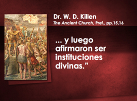 Dr. W. D. Killen
The Ancient Church, Pref., pp.15,16
... y luego
afirmaron ser
instituciones
divinas.”